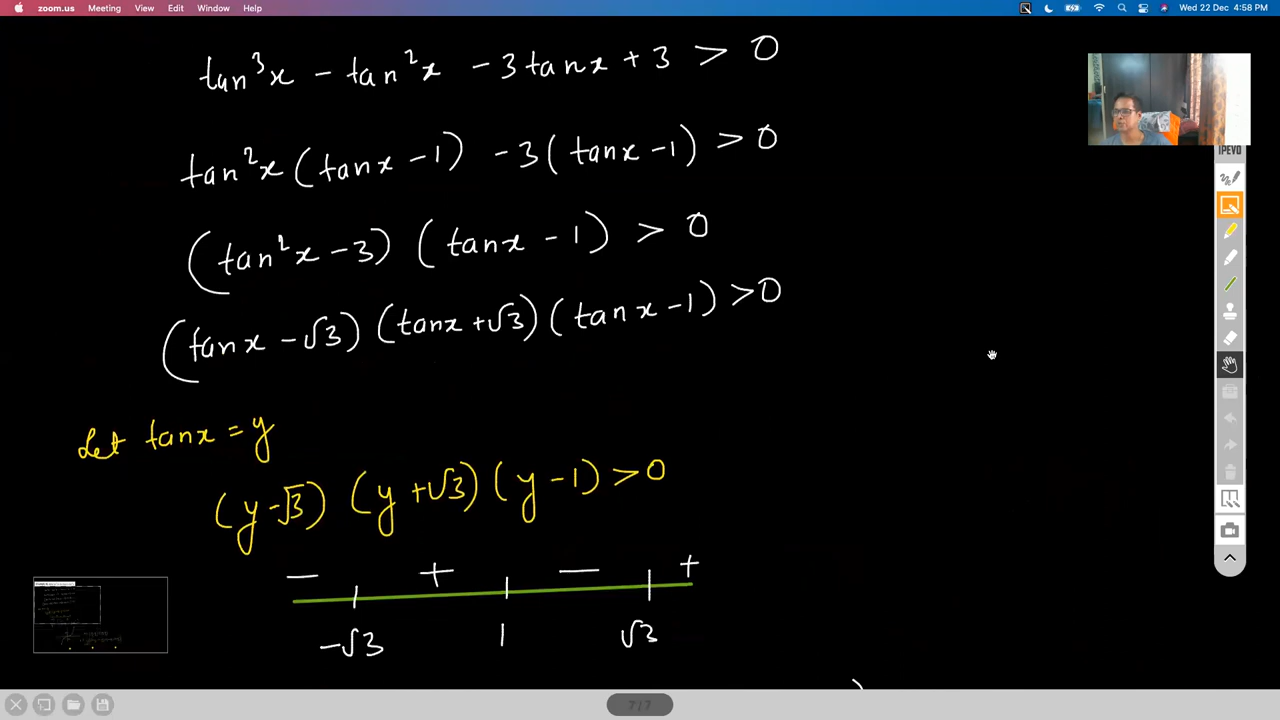 zoom.us Meeting View Edit Window Help Wed 22 Dec 4:58 PM
tan³x - tan²x - 3tanx + 3 > 0
tan²x (tanx - 1) - 3(tanx - 1) > 0
(tan²x - 3) (tanx - 1) > 0
(tanx - √3) (tanx + √3) (tanx - 1) > 0
Let tanx = y
(y - √3) (y + √3) (y - 1) > 0
− + − +
-√3 1 √3
IPEVO
7 / 7